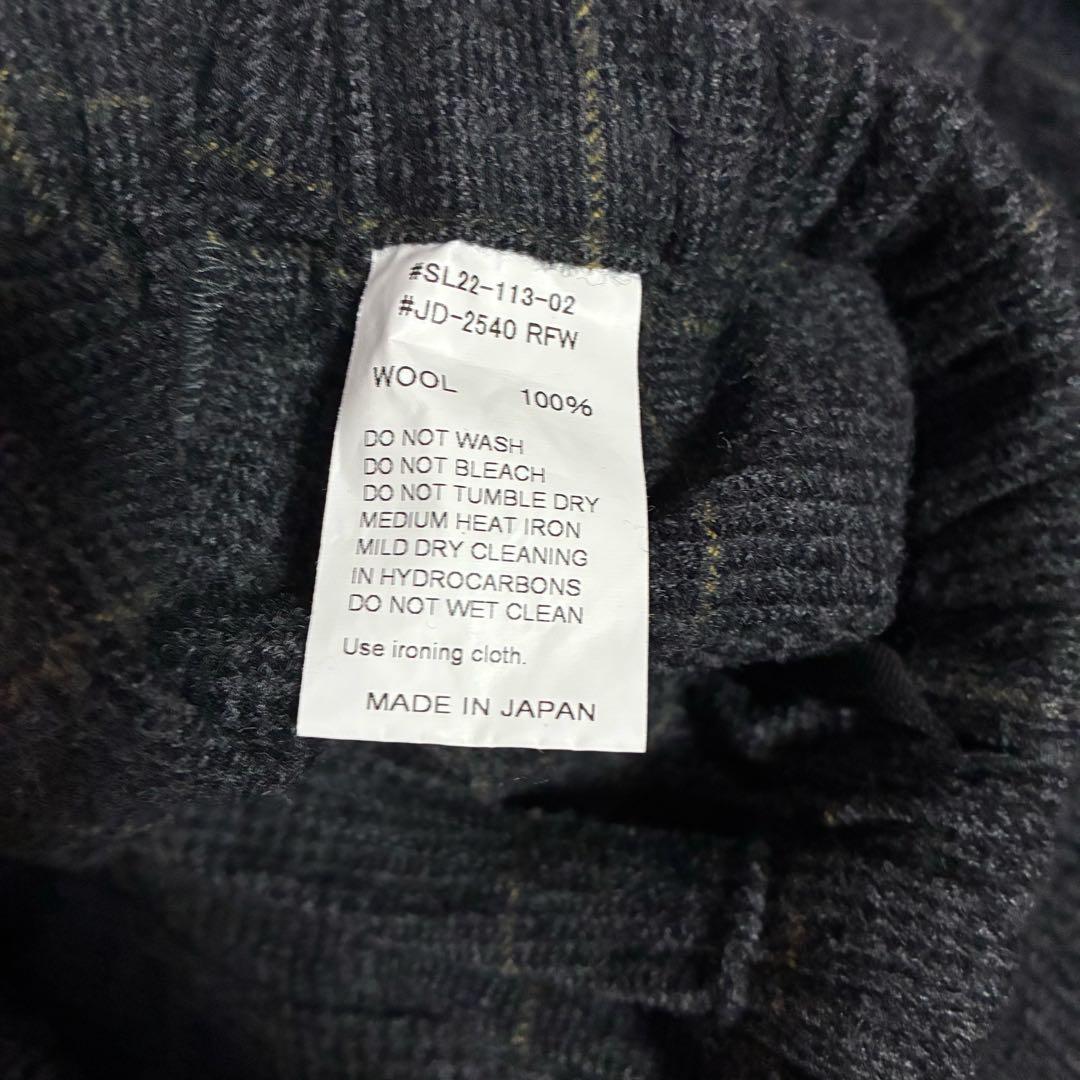 #SL22-113-02
#JD-2540 RFW
WOOL 100%
DO NOT WASH
DO NOT BLEACH
DO NOT TUMBLE DRY
MEDIUM HEAT IRON
MILD DRY CLEANING
IN HYDROCARBONS
DO NOT WET CLEAN
Use ironing cloth.
MADE IN JAPAN